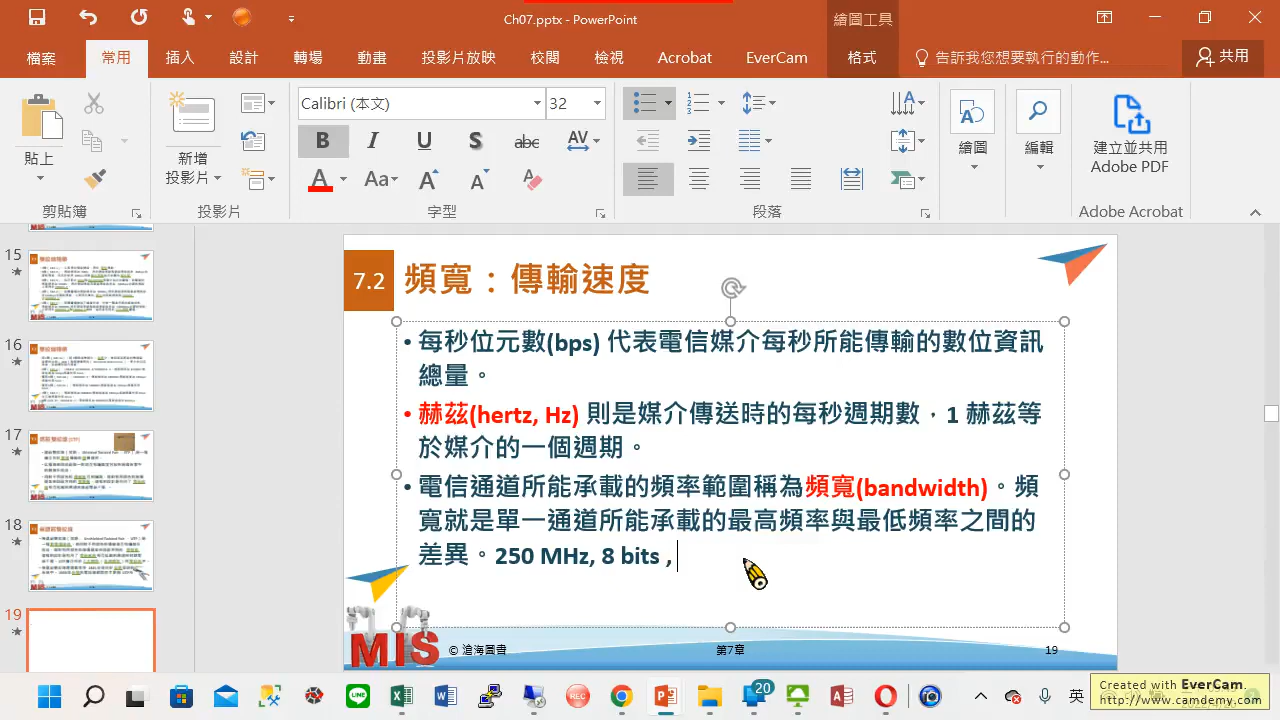 Ch07.pptx - PowerPoint
繪圖工具
檔案 常用 插入 設計 轉場 動畫 投影片放映 校閱 檢視 Acrobat EverCam 格式 告訴我您想要執行的動作... 共用
Calibri (本文) 32
貼上 新增 投影片 繪圖 編輯 建立並共用 Adobe PDF
B I U S abc AV
A Aa A A A
剪貼簿 投影片 字型 段落 Adobe Acrobat
15
16
17
18
19
7.2 頻寬：傳輸速度
• 每秒位元數(bps) 代表電信媒介每秒所能傳輸的數位資訊
總量。
• 赫茲(hertz, Hz) 則是媒介傳送時的每秒週期數，1 赫茲等
於媒介的一個週期。
• 電信通道所能承載的頻率範圍稱為頻寬(bandwidth)。頻
寬就是單一通道所能承載的最高頻率與最低頻率之間的
差異。250 MHz, 8 bits ,
MIS © 滄海圖書 第7章 19
20 英
Created with EverCam.
http://www.camdemy.com